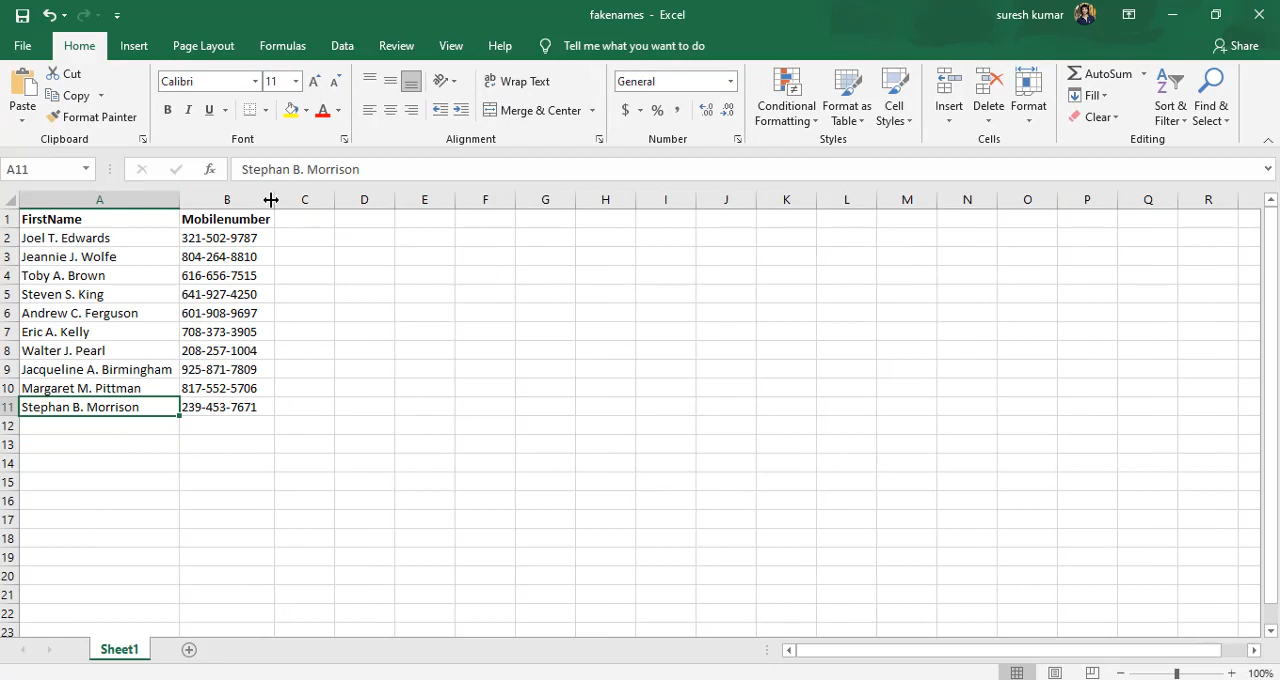 fakenames - Excel
suresh kumar
File Home Insert Page Layout Formulas Data Review View Help Tell me what you want to do Share
Paste
Cut
Copy
Format Painter
Clipboard
Calibri 11
B I U A
Font
Wrap Text
Merge & Center
Alignment
General
$ % ,
Number
Conditional Formatting
Format as Table
Cell Styles
Styles
Insert Delete Format
Cells
AutoSum
Fill
Clear
Sort & Filter
Find & Select
Editing
A11 fx Stephan B. Morrison
A B C D E F G H I J K L M N O P Q R
1 FirstName Mobilenumber
2 Joel T. Edwards 321-502-9787
3 Jeannie J. Wolfe 804-264-8810
4 Toby A. Brown 616-656-7515
5 Steven S. King 641-927-4250
6 Andrew C. Ferguson 601-908-9697
7 Eric A. Kelly 708-373-3905
8 Walter J. Pearl 208-257-1004
9 Jacqueline A. Birmingham 925-871-7809
10 Margaret M. Pittman 817-552-5706
11 Stephan B. Morrison 239-453-7671
12
13
14
15
16
17
18
19
20
21
22
23
Sheet1
100%